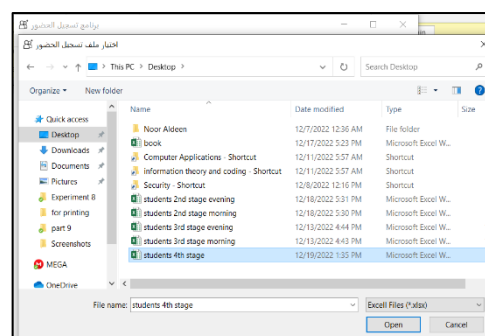 برنامج تسجيل الحضور
اختيار ملف تسجيل الحضور
This PC > Desktop >
Search Desktop
Organize
New folder
Name
Date modified
Type
Size
Quick access
Desktop
Downloads
Documents
Pictures
Experiment 8
for printing
part 9
Screenshots
MEGA
OneDrive
Noor Aldeen 12/7/2022 12:36 AM File folder
book 12/17/2022 5:23 PM Microsoft Excel W...
Computer Applications - Shortcut 12/11/2022 5:57 AM Shortcut
information theory and coding - Shortcut 12/11/2022 5:57 AM Shortcut
Security - Shortcut 12/8/2022 12:16 PM Shortcut
students 2nd stage evening 12/18/2022 5:31 PM Microsoft Excel W...
students 2nd stage morning 12/18/2022 5:30 PM Microsoft Excel W...
students 3rd stage evening 12/13/2022 4:44 PM Microsoft Excel W...
students 3rd stage morning 12/13/2022 4:43 PM Microsoft Excel W...
students 4th stage 12/19/2022 1:35 PM Microsoft Excel W...
File name: students 4th stage
Excell Files (*.xlsx)
Open
Cancel